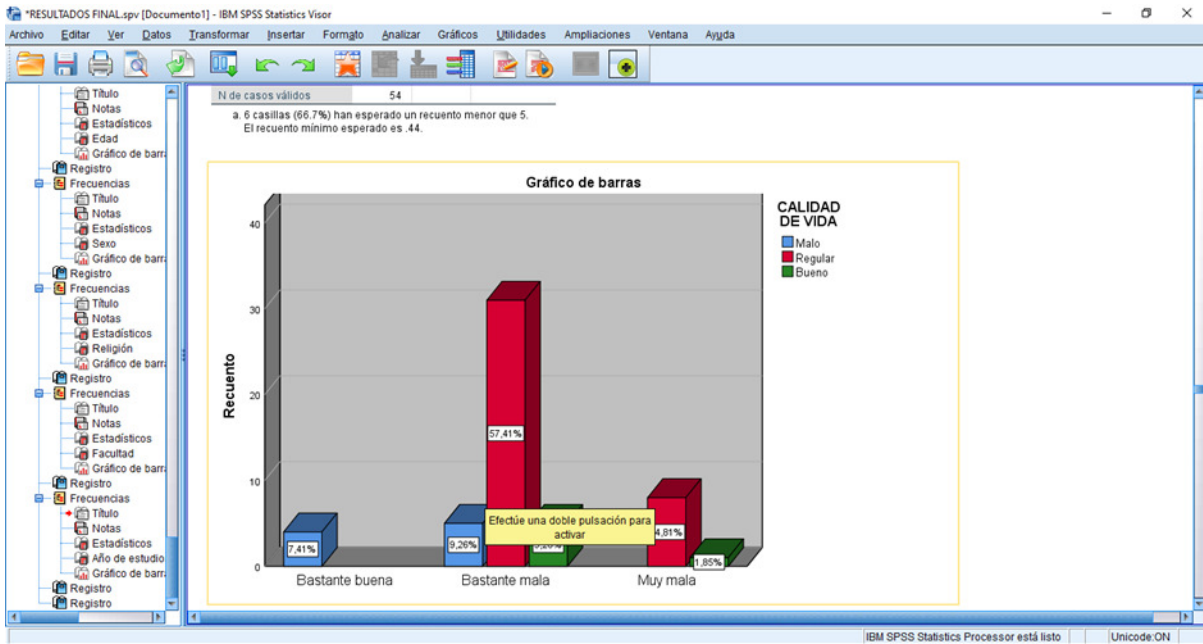 *RESULTADOS FINAL.spv [Documento1] - IBM SPSS Statistics Visor
Archivo Editar Ver Datos Transformar Insertar Formato Analizar Gráficos Utilidades Ampliaciones Ventana Ayuda
Título
Notas
Estadísticos
Edad
Gráfico de barr
Registro
Frecuencias
Título
Notas
Estadísticos
Sexo
Gráfico de barr
Registro
Frecuencias
Título
Notas
Estadísticos
Religión
Gráfico de barr
Registro
Frecuencias
Título
Notas
Estadísticos
Facultad
Gráfico de barr
Registro
Frecuencias
Título
Notas
Estadísticos
Año de estudio
Gráfico de barr
Registro
Registro
N de casos válidos 54
a. 6 casillas (66.7%) han esperado un recuento menor que 5.
El recuento mínimo esperado es .44.
Gráfico de barras
CALIDAD
DE VIDA
Malo
Regular
Bueno
Recuento
40
30
20
10
0
57,41%
7,41%
9,26%
4,81%
1,85%
Efectúe una doble pulsación para
activar
Bastante buena Bastante mala Muy mala
IBM SPSS Statistics Processor está listo Unicode:ON